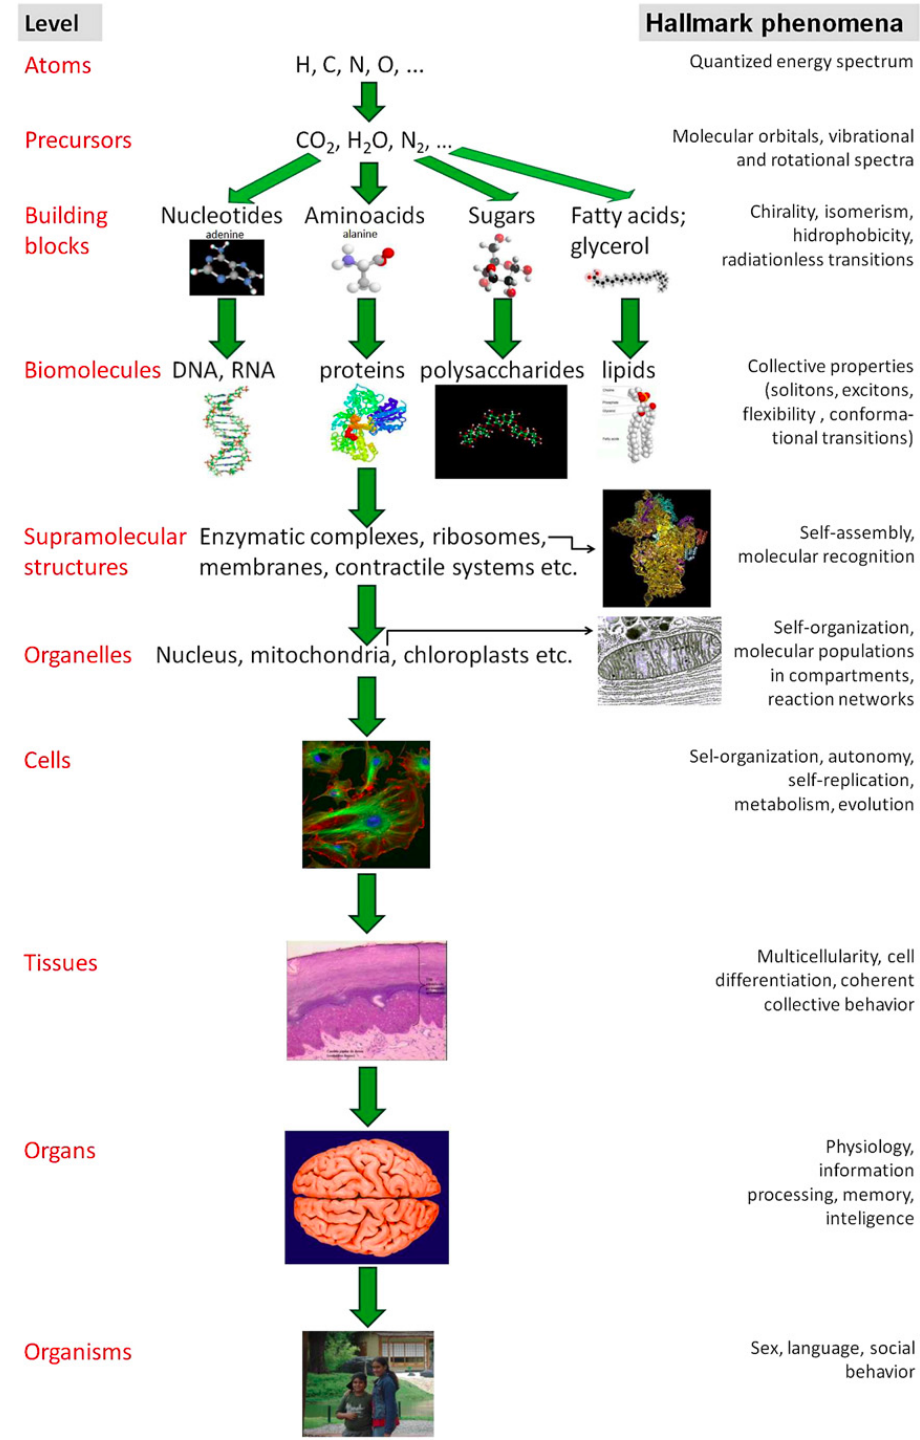 Level
Hallmark phenomena
Atoms
H, C, N, O, ...
Quantized energy spectrum
Precursors
CO2, H2O, N2, ...
Molecular orbitals, vibrational
and rotational spectra
Building
blocks
Nucleotides
adenine
Aminoacids
alanine
Sugars
Fatty acids;
glycerol
Chirality, isomerism,
hidrophobicity,
radiationless transitions
Biomolecules
DNA, RNA
proteins
polysaccharides
lipids
Collective properties
(solitons, excitons,
flexibility , conforma-
tional transitions)
Supramolecular
structures
Enzymatic complexes, ribosomes,
membranes, contractile systems etc.
Self-assembly,
molecular recognition
Organelles
Nucleus, mitochondria, chloroplasts etc.
Self-organization,
molecular populations
in compartments,
reaction networks
Cells
Sel-organization, autonomy,
self-replication,
metabolism, evolution
Tissues
Multicellularity, cell
differentiation, coherent
collective behavior
Organs
Physiology,
information
processing, memory,
inteligence
Organisms
Sex, language, social
behavior